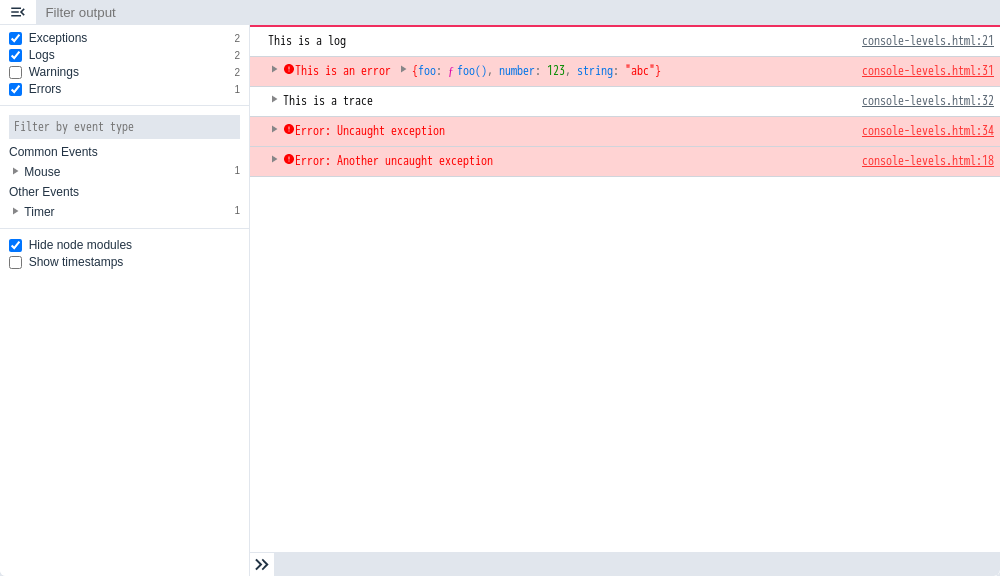 Filter output
Exceptions 2
Logs 2
Warnings 2
Errors 1
Filter by event type
Common Events
Mouse 1
Other Events
Timer 1
Hide node modules
Show timestamps
This is a log console-levels.html:21
This is an error {foo: ƒ foo(), number: 123, string: "abc"} console-levels.html:31
This is a trace console-levels.html:32
Error: Uncaught exception console-levels.html:34
Error: Another uncaught exception console-levels.html:18